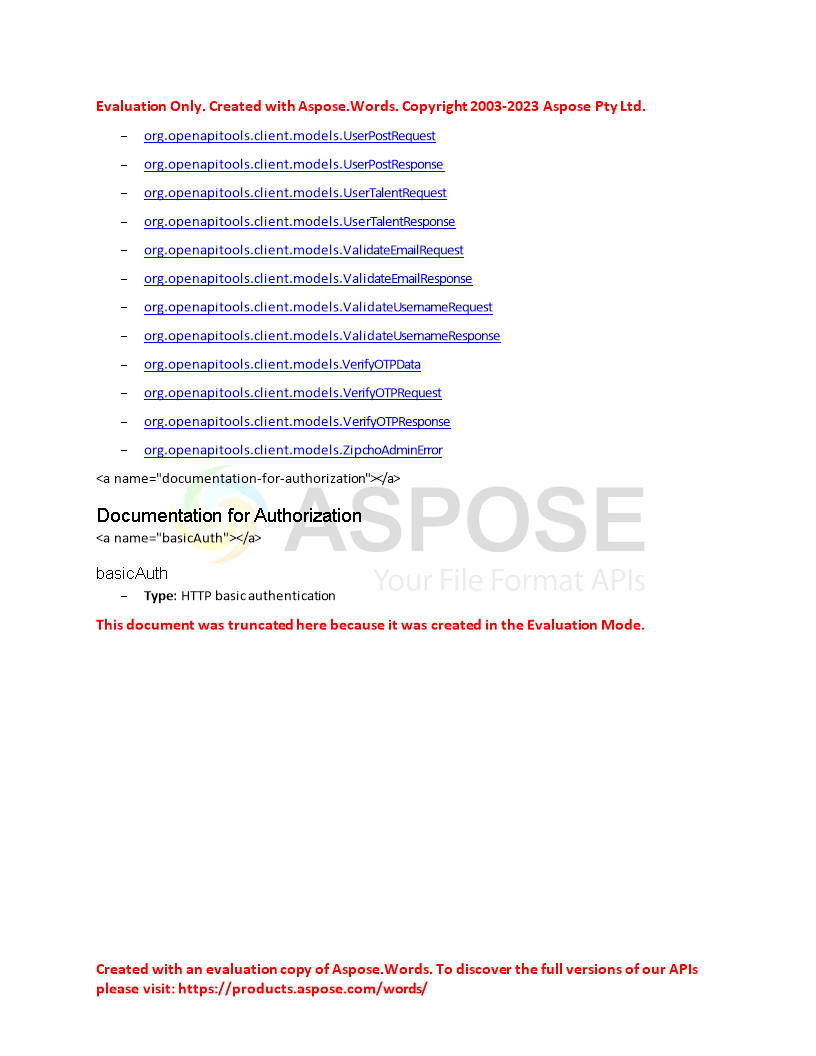 Evaluation Only. Created with Aspose.Words. Copyright 2003-2023 Aspose Pty Ltd.
– org.openapitools.client.models.UserPostRequest
– org.openapitools.client.models.UserPostResponse
– org.openapitools.client.models.UserTalentRequest
– org.openapitools.client.models.UserTalentResponse
– org.openapitools.client.models.ValidateEmailRequest
– org.openapitools.client.models.ValidateEmailResponse
– org.openapitools.client.models.ValidateUsernameRequest
– org.openapitools.client.models.ValidateUsernameResponse
– org.openapitools.client.models.VerifyOTPData
– org.openapitools.client.models.VerifyOTPRequest
– org.openapitools.client.models.VerifyOTPResponse
– org.openapitools.client.models.ZipchoAdminError
<a name="documentation-for-authorization"></a>
Documentation for Authorization
<a name="basicAuth"></a>
ASPOSE
basicAuth
Your File Format APIs
– Type: HTTP basic authentication
This document was truncated here because it was created in the Evaluation Mode.
Created with an evaluation copy of Aspose.Words. To discover the full versions of our APIs
please visit: https://products.aspose.com/words/